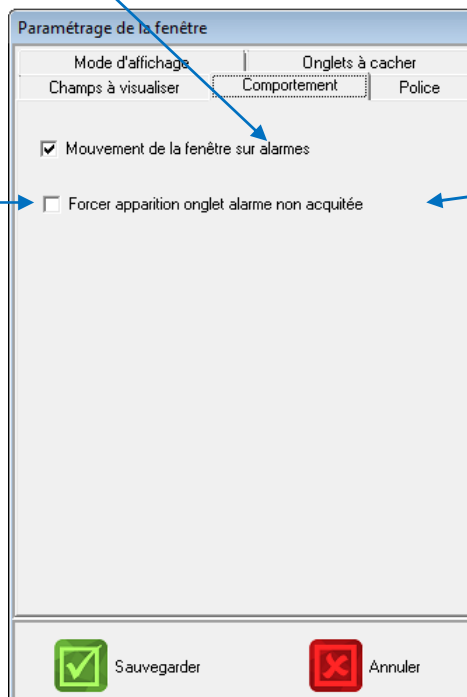 Paramétrage de la fenêtre
Mode d'affichage Onglets à cacher
Champs à visualiser Comportement Police
Mouvement de la fenêtre sur alarmes
Forcer apparition onglet alarme non acquitée
Sauvegarder Annuler